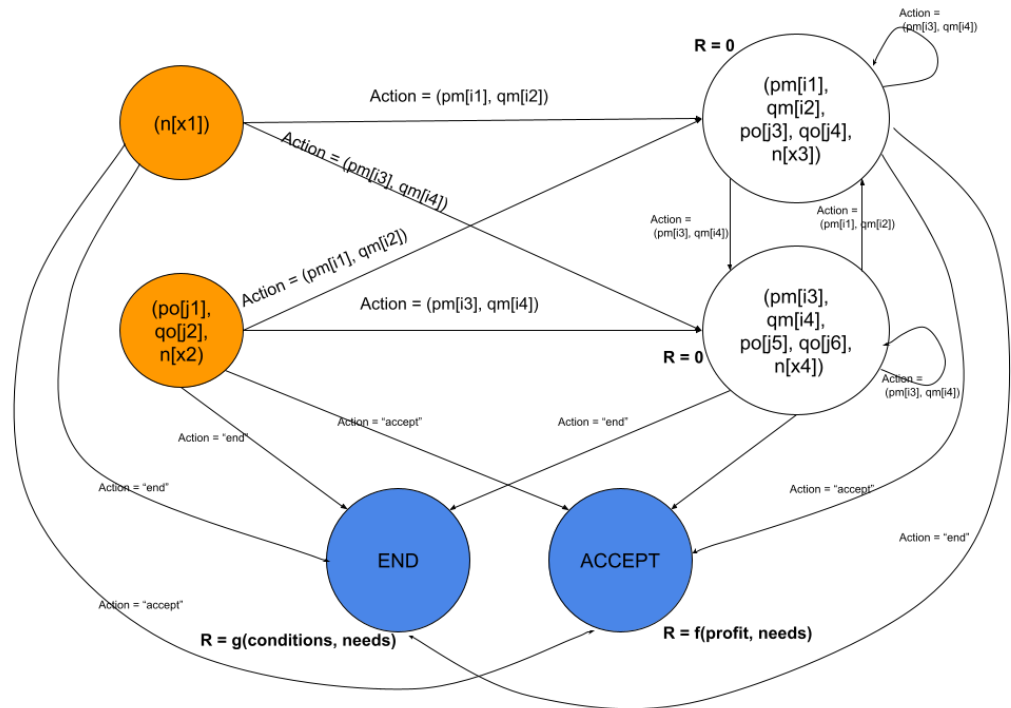 Action =
(pm[i3], qm[i4])
R = 0
(n[x1])
Action = (pm[i1], qm[i2])
(pm[i1],
qm[i2],
po[j3], qo[j4],
n[x3])
Action = (pm[i3], qm[i4])
Action =
(pm[i3], qm[i4])
Action =
(pm[i1], qm[i2])
Action = (pm[i1], qm[i2])
(po[j1],
qo[j2],
n[x2)
Action = (pm[i3], qm[i4])
(pm[i3],
qm[i4],
po[j5], qo[j6],
n[x4])
R = 0
Action =
(pm[i3], qm[i4])
Action = “end”
Action = “accept”
Action = “end”
Action = “end”
Action = “accept”
Action = “end”
END
ACCEPT
Action = “accept”
R = g(conditions, needs)
R = f(profit, needs)